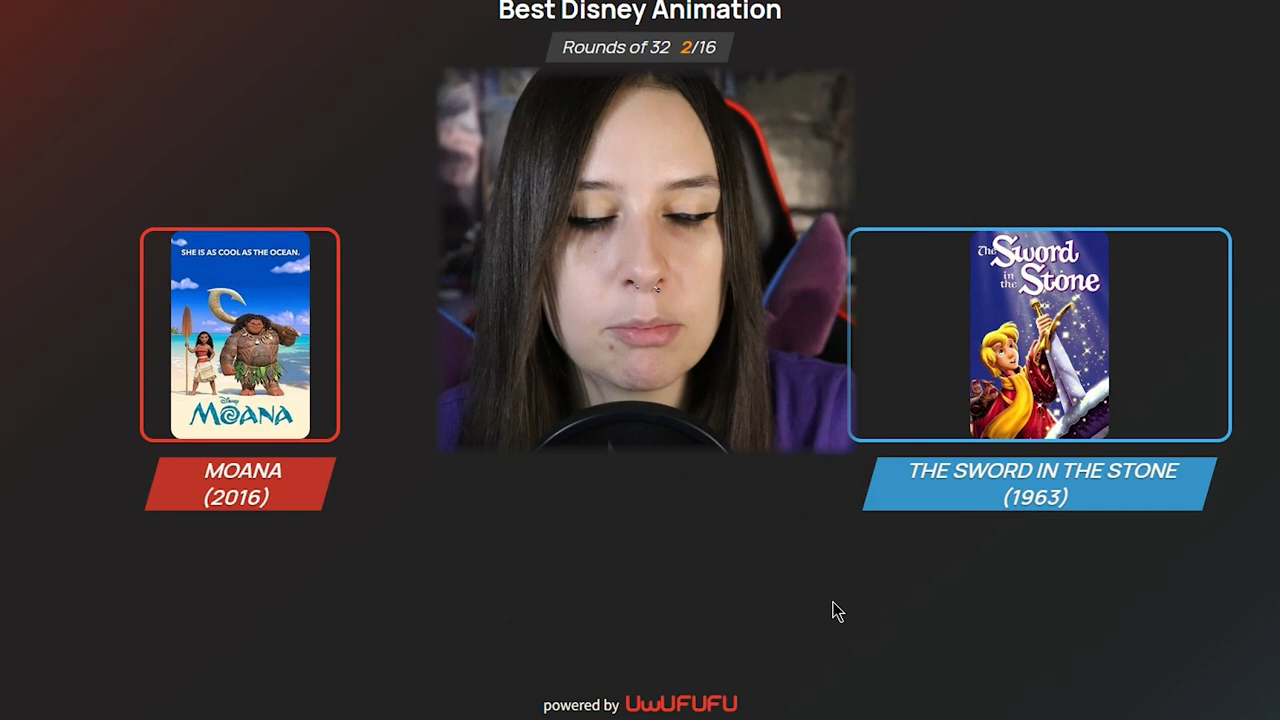 Best Disney Animation
Rounds of 32 2/16
SHE IS AS COOL AS THE OCEAN.
Disney
MOANA
The Sword
in
the Stone
MOANA
(2016)
THE SWORD IN THE STONE
(1963)
powered by UwUFUFU